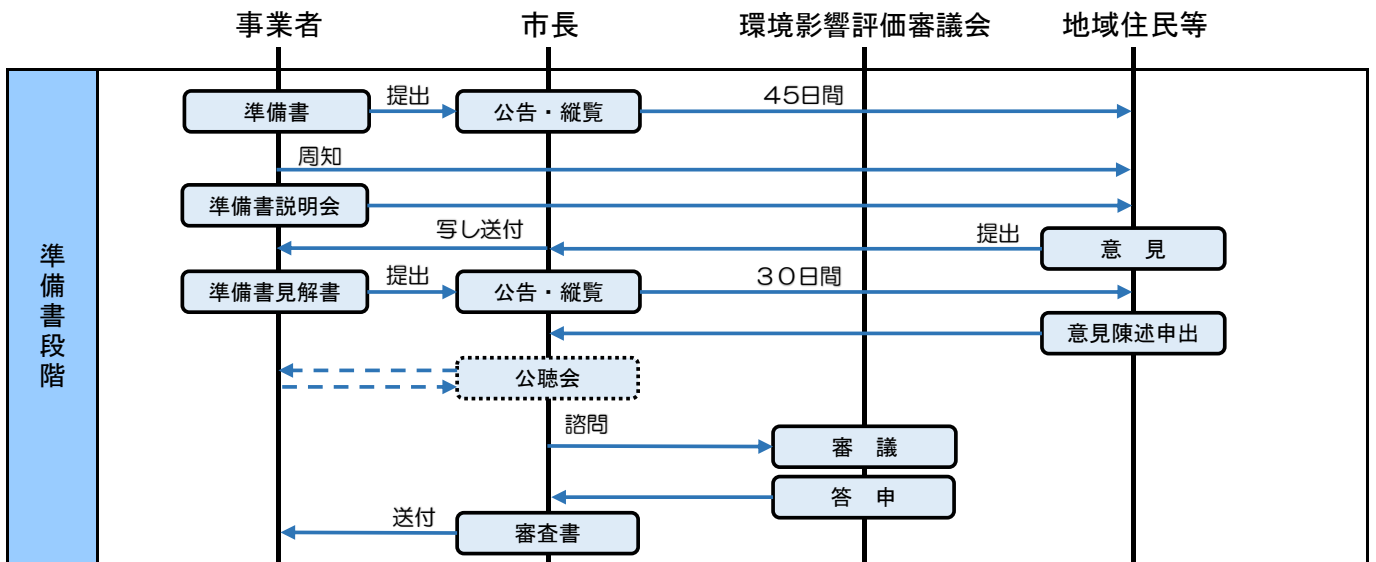 事業者 市長 環境影響評価審議会 地域住民等
準備書段階
準備書 提出 公告・縦覧 45日間
周知
準備書説明会
写し送付 提出 意 見
準備書見解書 提出 公告・縦覧 30日間
意見陳述申出
公聴会
諮問 審 議
答 申
送付 審査書